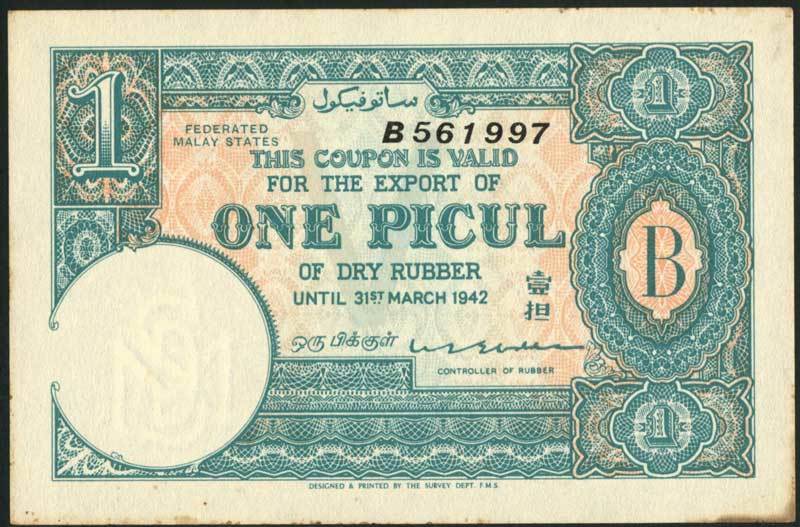 1
ساتوفيكول
1
FEDERATED
MALAY STATES
B561997
THIS COUPON IS VALID
FOR THE EXPORT OF
ONE PICUL
OF DRY RUBBER
UNTIL 31ST MARCH 1942
壹
担
B
ஒரு பிக்குள்
CONTROLLER OF RUBBER
1
DESIGNED & PRINTED BY THE SURVEY DEPT. F.M.S.